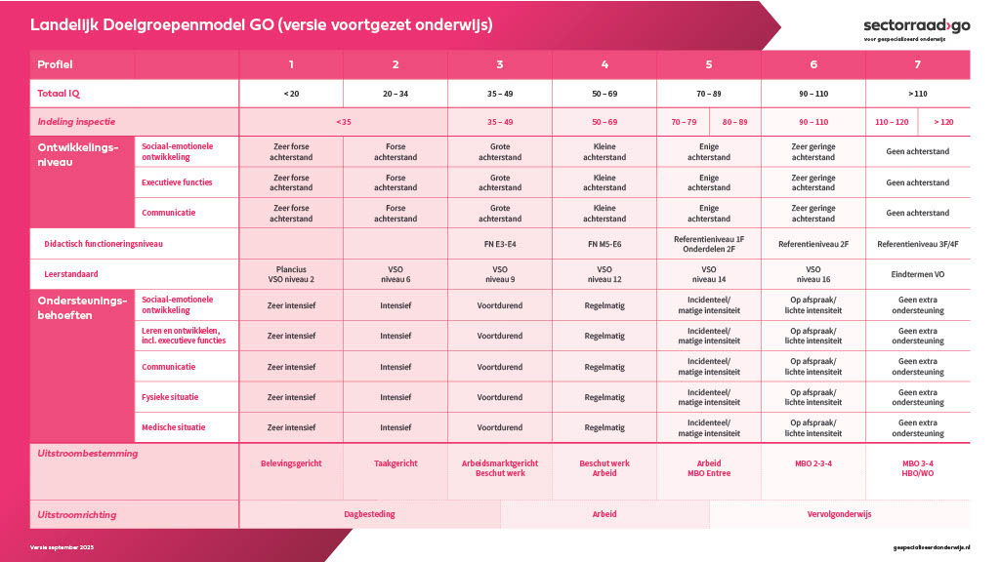 Landelijk Doelgroepenmodel GO (versie voortgezet onderwijs)
sectorraad›go
voor gespecialiseerd onderwijs
Profiel 1 2 3 4 5 6 7
Totaal IQ < 20 20 – 34 35 – 49 50 – 69 70 – 89 90 – 110 > 110
Indeling inspectie <35 35 – 49 50 – 69 70 – 79 80 – 89 90 – 110 110 – 120 > 120
Ontwikkelings-
niveau
Sociaal-emotionele Zeer forse Forse Grote Kleine Enige Zeer geringe Geen achterstand
ontwikkeling achterstand achterstand achterstand achterstand achterstand achterstand
Executieve functies Zeer forse Forse Grote Kleine Enige Zeer geringe Geen achterstand
achterstand achterstand achterstand achterstand achterstand achterstand
Communicatie Zeer forse Forse Grote Kleine Enige Zeer geringe Geen achterstand
achterstand achterstand achterstand achterstand achterstand achterstand
Didactisch functioneringsniveau FN E3-E4 FN M5-E6 Referentieniveau 1F Referentieniveau 2F Referentieniveau 3F/4F
Onderdelen 2F
Leerstandaard Plancius VSO VSO VSO VSO VSO Eindtermen VO
VSO niveau 2 niveau 6 niveau 9 niveau 12 niveau 14 niveau 16
Ondersteunings-
behoeften
Sociaal-emotionele Zeer intensief Intensief Voortdurend Regelmatig Incidenteel/ Op afspraak/ Geen extra
ontwikkeling matige intensiteit lichte intensiteit ondersteuning
Leren en ontwikkelen, Zeer intensief Intensief Voortdurend Regelmatig Incidenteel/ Op afspraak/ Geen extra
incl. executieve functies matige intensiteit lichte intensiteit ondersteuning
Communicatie Zeer intensief Intensief Voortdurend Regelmatig Incidenteel/ Op afspraak/ Geen extra
matige intensiteit lichte intensiteit ondersteuning
Fysieke situatie Zeer intensief Intensief Voortdurend Regelmatig Incidenteel/ Op afspraak/ Geen extra
matige intensiteit lichte intensiteit ondersteuning
Medische situatie Zeer intensief Intensief Voortdurend Regelmatig Incidenteel/ Op afspraak/ Geen extra
matige intensiteit lichte intensiteit ondersteuning
Uitstroombestemming
Belevingsgericht Taakgericht Arbeidsmarktgericht Beschut werk Arbeid MBO 2-3-4 MBO 3-4
Beschut werk Arbeid MBO Entree HBO/WO
Uitstroomrichting Dagbesteding Arbeid Vervolgonderwijs
Versie september 2025
gespecialiseerdonderwijs.nl